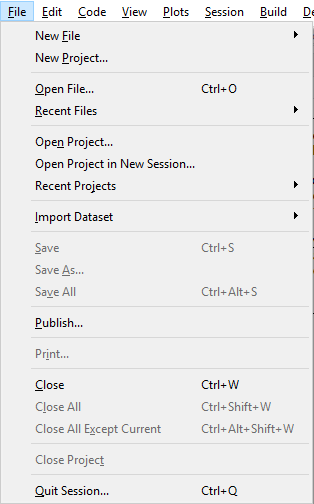 File Edit Code View Plots Session Build De
New File
New Project...
Open File... Ctrl+O
Recent Files
Open Project...
Open Project in New Session...
Recent Projects
Import Dataset
Save Ctrl+S
Save As...
Save All Ctrl+Alt+S
Publish...
Print...
Close Ctrl+W
Close All Ctrl+Shift+W
Close All Except Current Ctrl+Alt+Shift+W
Close Project
Quit Session... Ctrl+Q